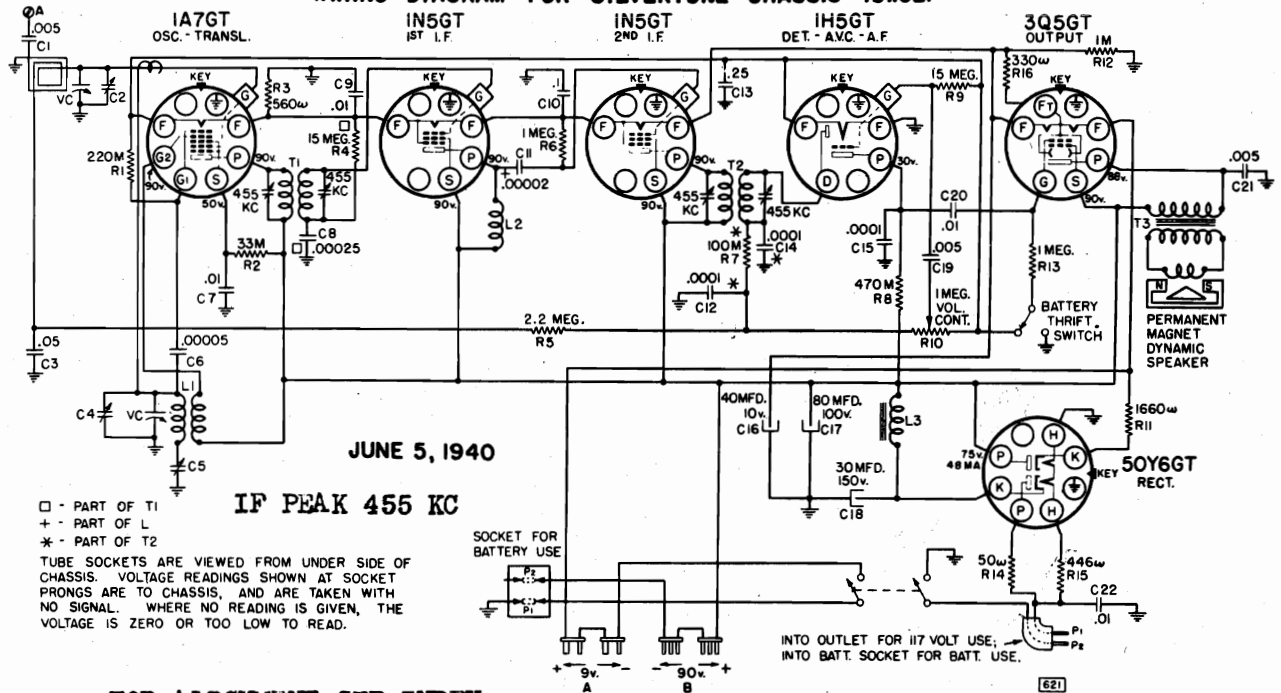 1A7GT
OSC.- TRANSL.
1N5GT
1ST I.F.
1N5GT
2ND I.F.
1H5GT
DET.- A.V.C.- A.F.
3Q5GT
OUTPUT
A
.005
C1
VC
C2
KEY
G
F
F
G2
P
G1
S
90v.
50v.
90v.
220M
R1
R3
560ω
C9
.01
15 MEG.
R4
T1
455
KC
455
KC
C8
.00025
33M
R2
.01
C7
KEY
G
F
F
P
S
90v.
90v.
C11
.00002
L2
.1
C10
1 MEG.
R6
KEY
G
F
F
P
S
90v.
90v.
T2
455
KC
455 KC
.25
C13
100M
R7
.0001
C14
.0001
C12
KEY
G
F
F
P
D
30v.
15 MEG.
R9
.0001
C15
C20
.01
.005
C19
470M
R8
1 MEG.
VOL.
CONT.
R10
330ω
R16
1M
R12
KEY
FT
F
F
P
G
S
88v.
90v.
.005
C21
T3
1 MEG.
R13
BATTERY
THRIFT
SWITCH
N
S
PERMANENT
MAGNET
DYNAMIC
SPEAKER
2.2 MEG.
R5
.05
C3
.00005
C6
L1
C4
VC
C5
40MFD.
10v.
C16
80 MFD.
100v.
C17
L3
30MFD.
150v.
C18
1660ω
R11
75v.
48MA
P
H
K
K
P
H
KEY
50Y6GT
RECT.
50ω
R14
446ω
R15
C22
.01
JUNE 5, 1940
IF PEAK 455 KC
□ - PART OF T1
+ - PART OF L
* - PART OF T2
TUBE SOCKETS ARE VIEWED FROM UNDER SIDE OF
CHASSIS. VOLTAGE READINGS SHOWN AT SOCKET
PRONGS ARE TO CHASSIS, AND ARE TAKEN WITH
NO SIGNAL. WHERE NO READING IS GIVEN, THE
VOLTAGE IS ZERO OR TOO LOW TO READ.
SOCKET FOR
BATTERY USE
P2
P1
+ 9v. -
A
- 90v. +
B
INTO OUTLET FOR 117 VOLT USE;
INTO BATT. SOCKET FOR BATT. USE.
P1
P2
621